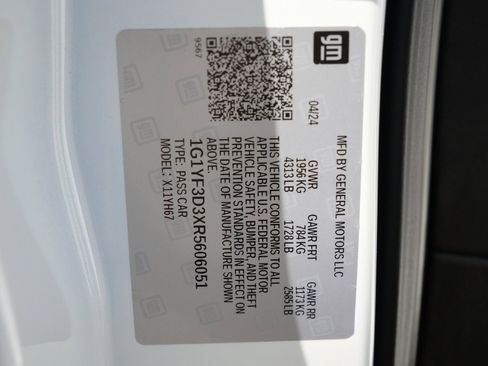 gm
MFD BY GENERAL MOTORS LLC
04/24
GVWR GAWR FRT GAWR RR
1956 KG 784 KG 1173 KG
4313 LB 1728 LB 2585 LB
9567
THIS VEHICLE CONFORMS TO ALL
APPLICABLE U.S. FEDERAL MOTOR
VEHICLE SAFETY, BUMPER, AND THEFT
PREVENTION STANDARDS IN EFFECT ON
THE DATE OF MANUFACTURE SHOWN
ABOVE.
1G1YF3D3XR5606051
TYPE: PASS CAR
MODEL: X11YH67